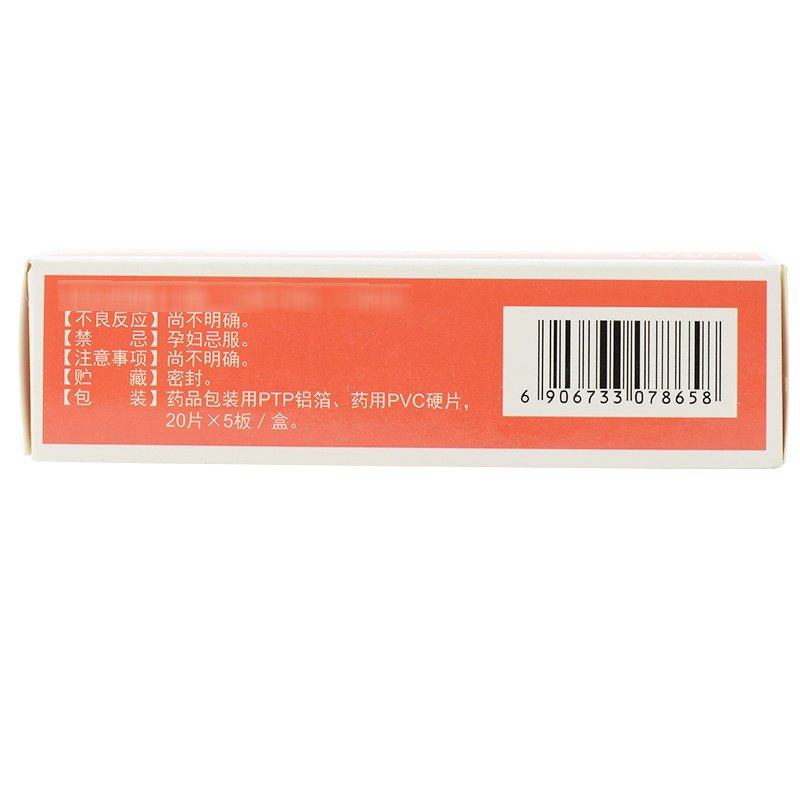 【不良反应】尚不明确。
【禁 忌】孕妇忌服。
【注意事项】尚不明确。
【贮 藏】密封。
【包 装】药品包装用PTP铝箔、药用PVC硬片，
20片×5板／盒。
6 906733 078658